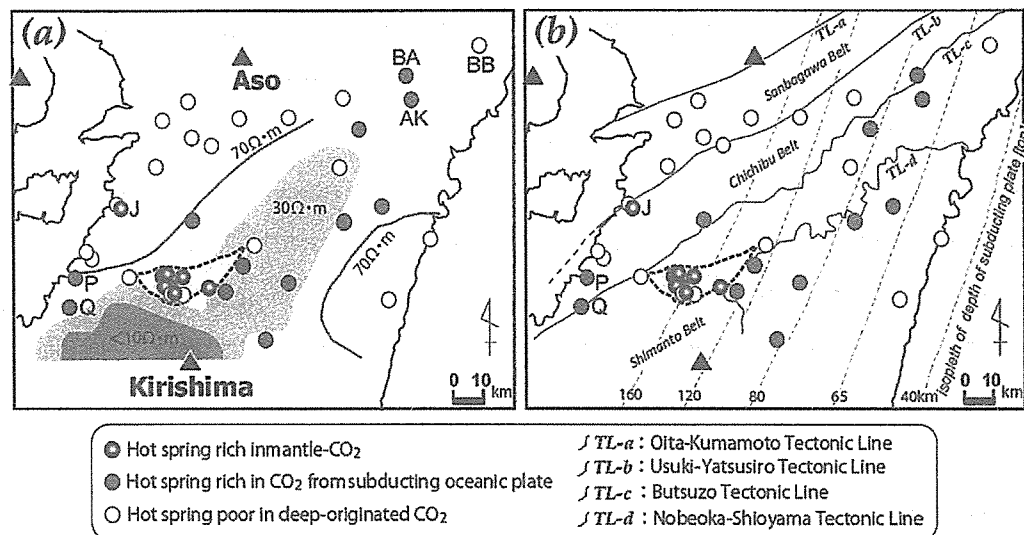 (a)
BA
BB
Aso
AK
70Ω·m
J
30Ω·m
70Ω·m
P
Q
<10Ω·m
Kirishima
0 10
km
(b)
TL-a
TL-b
TL-c
Sanbagawa Belt
Chichibu Belt
TL-d
J
P
Q
Shimanto Belt
160 120 80 65 40km
isopleth of depth of subducting plate
0 10
km
Hot spring rich inmantle-CO₂
Hot spring rich in CO₂ from subducting oceanic plate
Hot spring poor in deep-originated CO₂
TL-a : Oita-Kumamoto Tectonic Line
TL-b : Usuki-Yatsusiro Tectonic Line
TL-c : Butsuzo Tectonic Line
TL-d : Nobeoka-Shioyama Tectonic Line